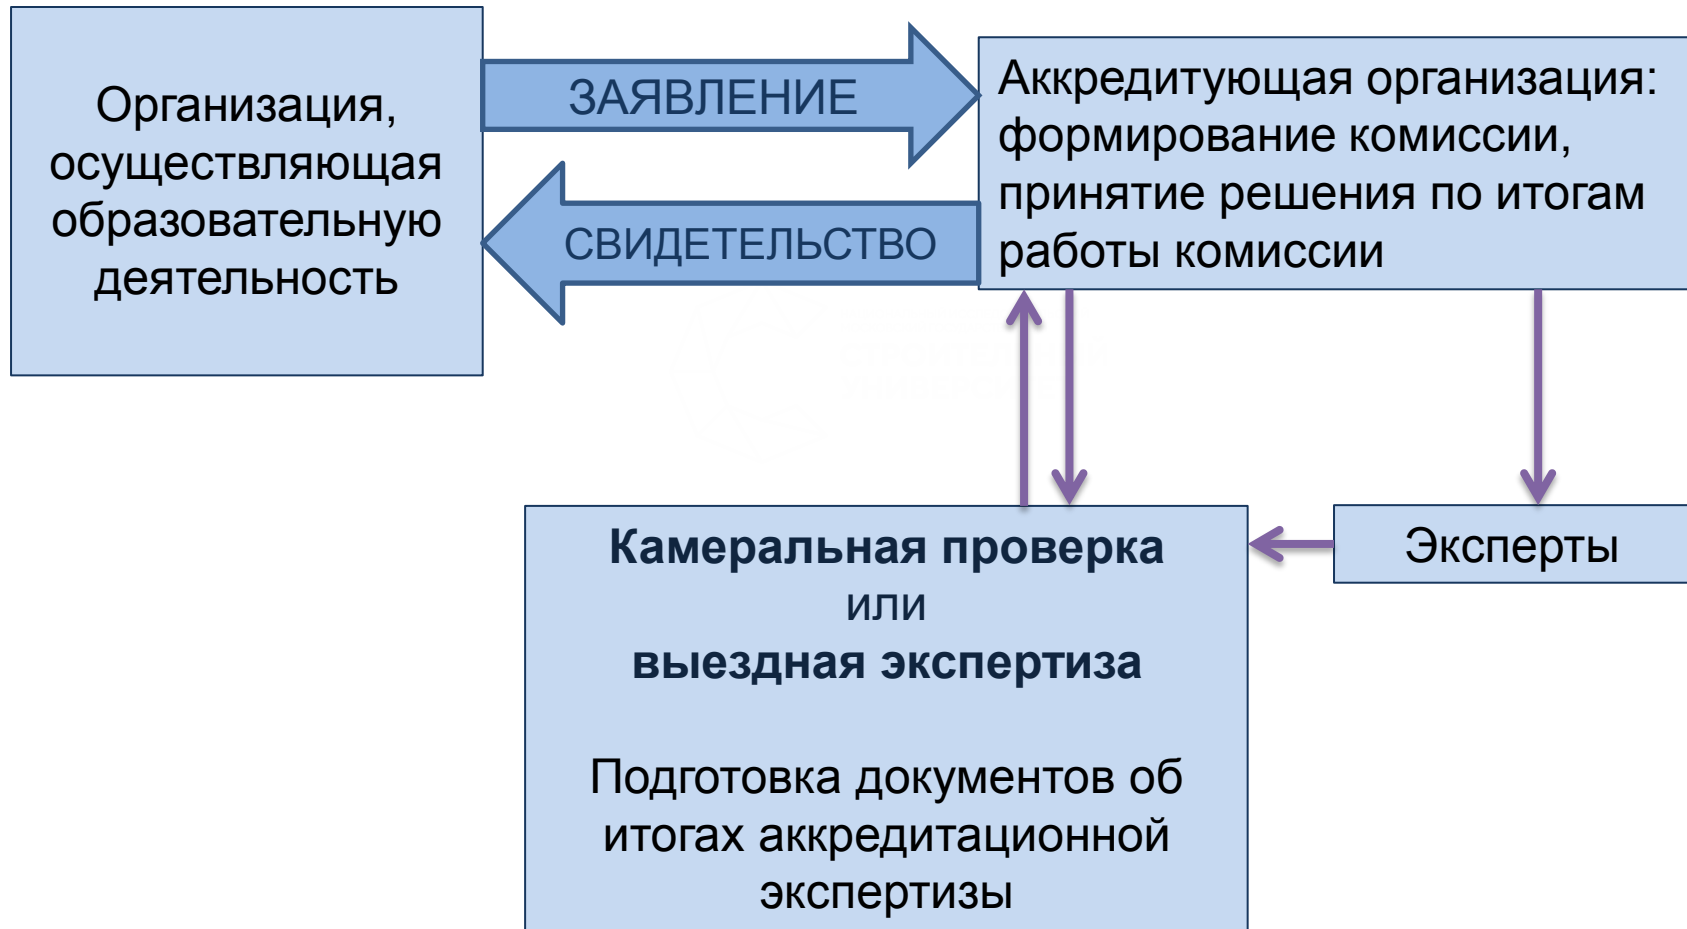 Организация,
осуществляющая
образовательную
деятельность
ЗАЯВЛЕНИЕ
СВИДЕТЕЛЬСТВО
Аккредитующая организация:
формирование комиссии,
принятие решения по итогам
работы комиссии
Камеральная проверка
или
выездная экспертиза
Подготовка документов об
итогах аккредитационной
экспертизы
Эксперты